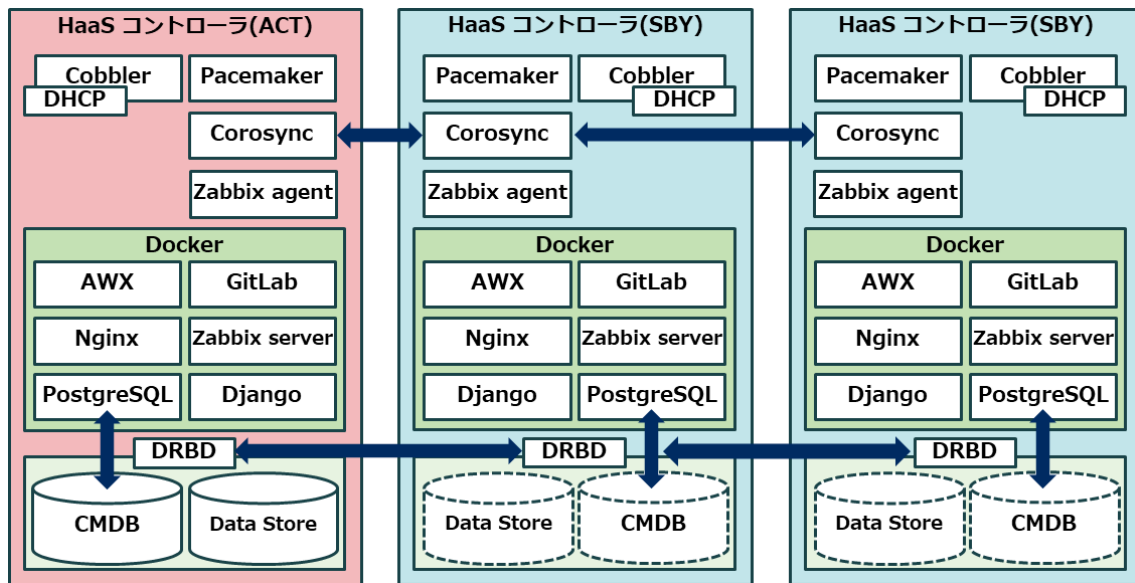 HaaS コントローラ(ACT)
Cobbler
Pacemaker
DHCP
Corosync
Zabbix agent
Docker
AWX
GitLab
Nginx
Zabbix server
PostgreSQL
Django
DRBD
CMDB
Data Store
HaaS コントローラ(SBY)
Pacemaker
Cobbler
DHCP
Corosync
Zabbix agent
Docker
AWX
GitLab
Nginx
Zabbix server
Django
PostgreSQL
DRBD
Data Store
CMDB
HaaS コントローラ(SBY)
Pacemaker
Cobbler
DHCP
Corosync
Zabbix agent
Docker
AWX
GitLab
Nginx
Zabbix server
Django
PostgreSQL
DRBD
Data Store
CMDB